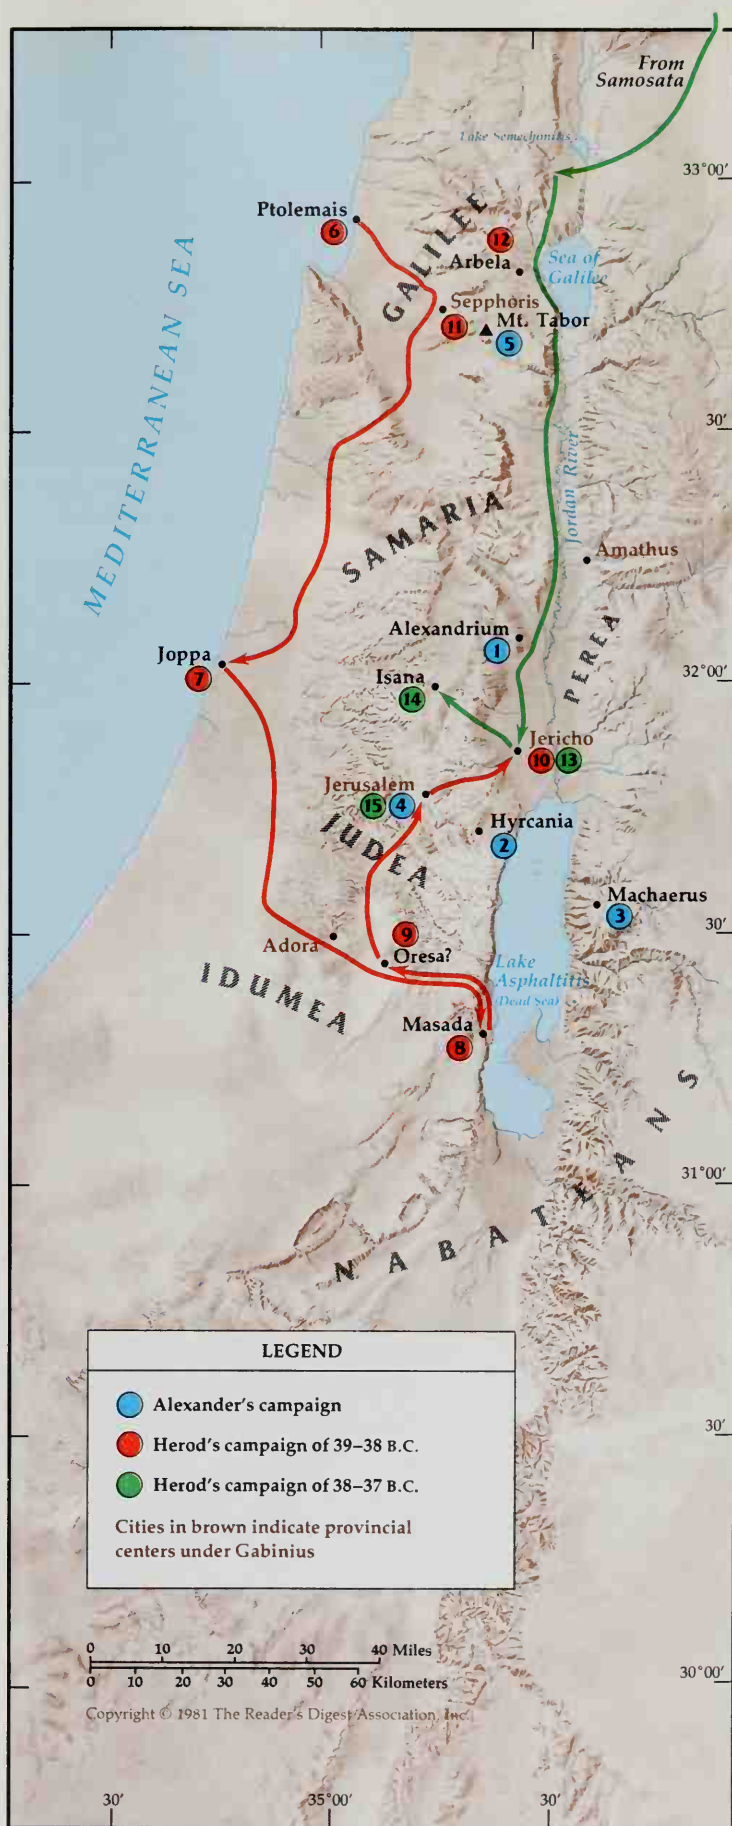 From
Samosata
Lake Semechonitis
33°00'
Ptolemais
6
GALILEE
12
Arbela
Sea of
Galilee
Sepphoris
11
Mt. Tabor
5
MEDITERRANEAN SEA
30'
Jordan River
SAMARIA
Amathus
Alexandrium
1
PEREA
Joppa
7
Isana
14
32°00'
Jericho
10 13
Jerusalem
15 4
JUDEA
Hyrcania
2
Machaerus
3
9
Adora
Oresa?
30'
IDUMEA
Lake
Asphaltitis
(Dead Sea)
Masada
8
NABATEANS
31°00'
LEGEND
Alexander's campaign
Herod's campaign of 39–38 B.C.
Herod's campaign of 38–37 B.C.
Cities in brown indicate provincial
centers under Gabinius
30'
0 10 20 30 40 Miles
0 10 20 30 40 50 60 Kilometers
30°00'
Copyright © 1981 The Reader's Digest Association, Inc.
30' 35°00' 30'